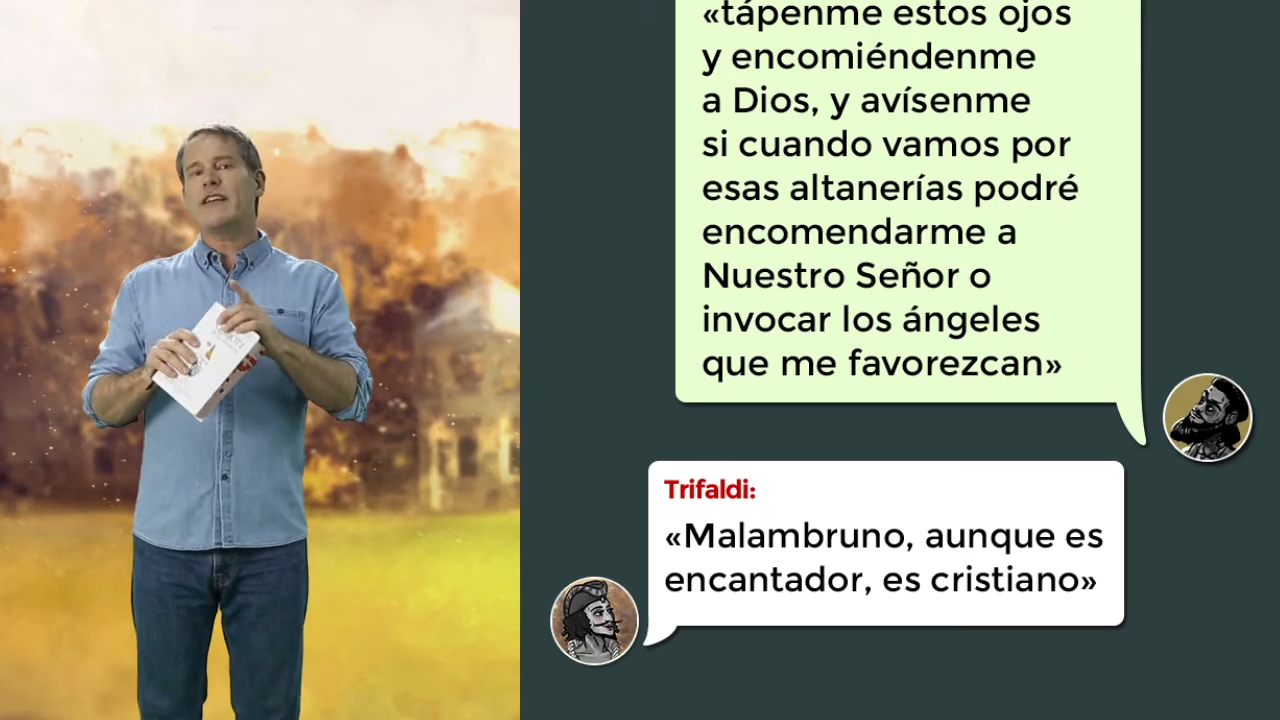 «tápenme estos ojos
y encomiéndenme
a Dios, y avísenme
si cuando vamos por
esas altanerías podré
encomendarme a
Nuestro Señor o
invocar los ángeles
que me favorezcan»
Trifaldi:
«Malambruno, aunque es
encantador, es cristiano»